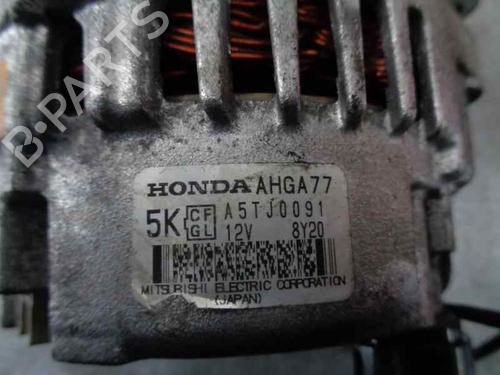 B-PARTS
HONDA AHGA77
5K CF GL A5TJ0091
12V 8Y20
MITSUBISHI ELECTRIC CORPORATION
(JAPAN)